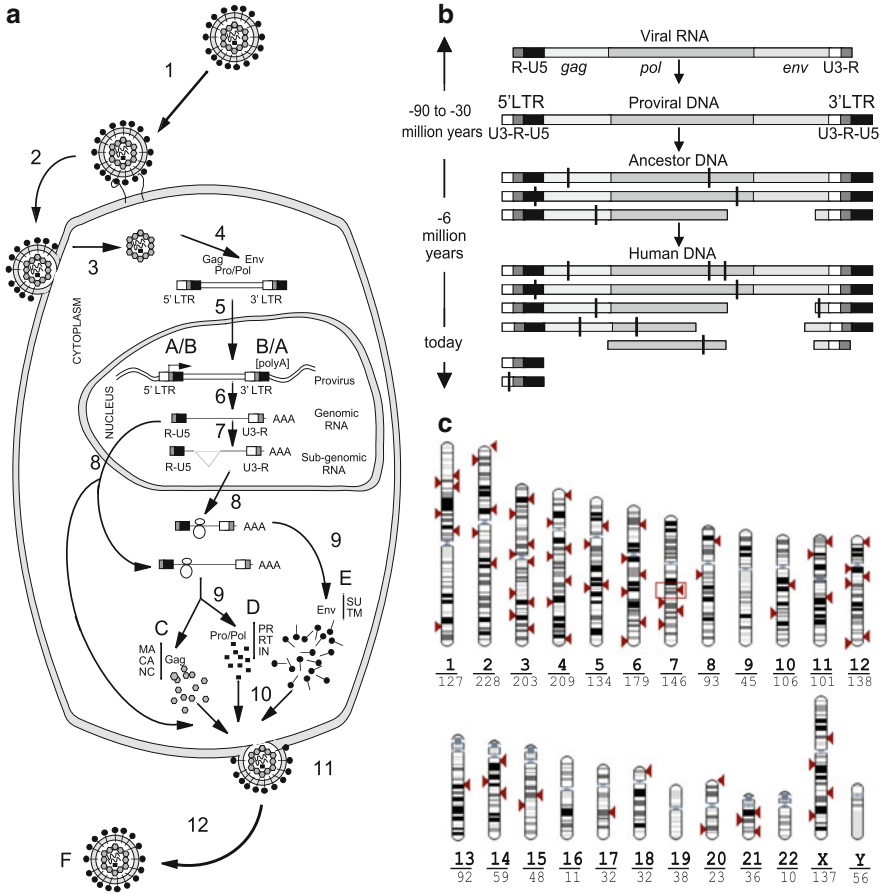 a
1
2
3
4
Gag Env
Pro/Pol
5' LTR 3' LTR
5
CYTOPLASM
NUCLEUS
A/B B/A
[polyA]
Provirus
5' LTR 3' LTR
6
Genomic
RNA
AAA
R-U5 U3-R
7
AAA
Sub-genomic
RNA
R-U5 U3-R
8
8
AAA
9
AAA
9
E
Env
SU
TM
D
Pro/Pol
PR
RT
IN
C
MA
CA
NC
Gag
10
11
12
F
b
Viral RNA
R-U5 gag pol env U3-R
-90 to -30
million years
5'LTR Proviral DNA 3'LTR
U3-R-U5 U3-R-U5
Ancestor DNA
-6
million
years
Human DNA
today
c
1 2 3 4 5 6 7 8 9 10 11 12
127 228 203 209 134 179 146 93 45 106 101 138
13 14 15 16 17 18 19 20 21 22 X Y
92 59 48 11 32 32 38 23 36 10 137 56